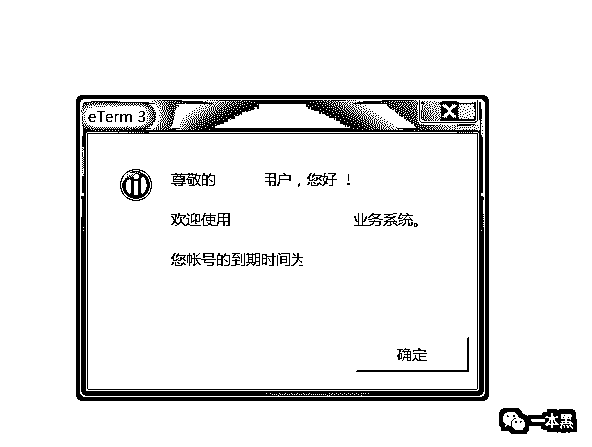 eTerm 3
尊敬的 用户，您好 ！
欢迎使用 业务系统。
您帐号的到期时间为
确定
一本黑